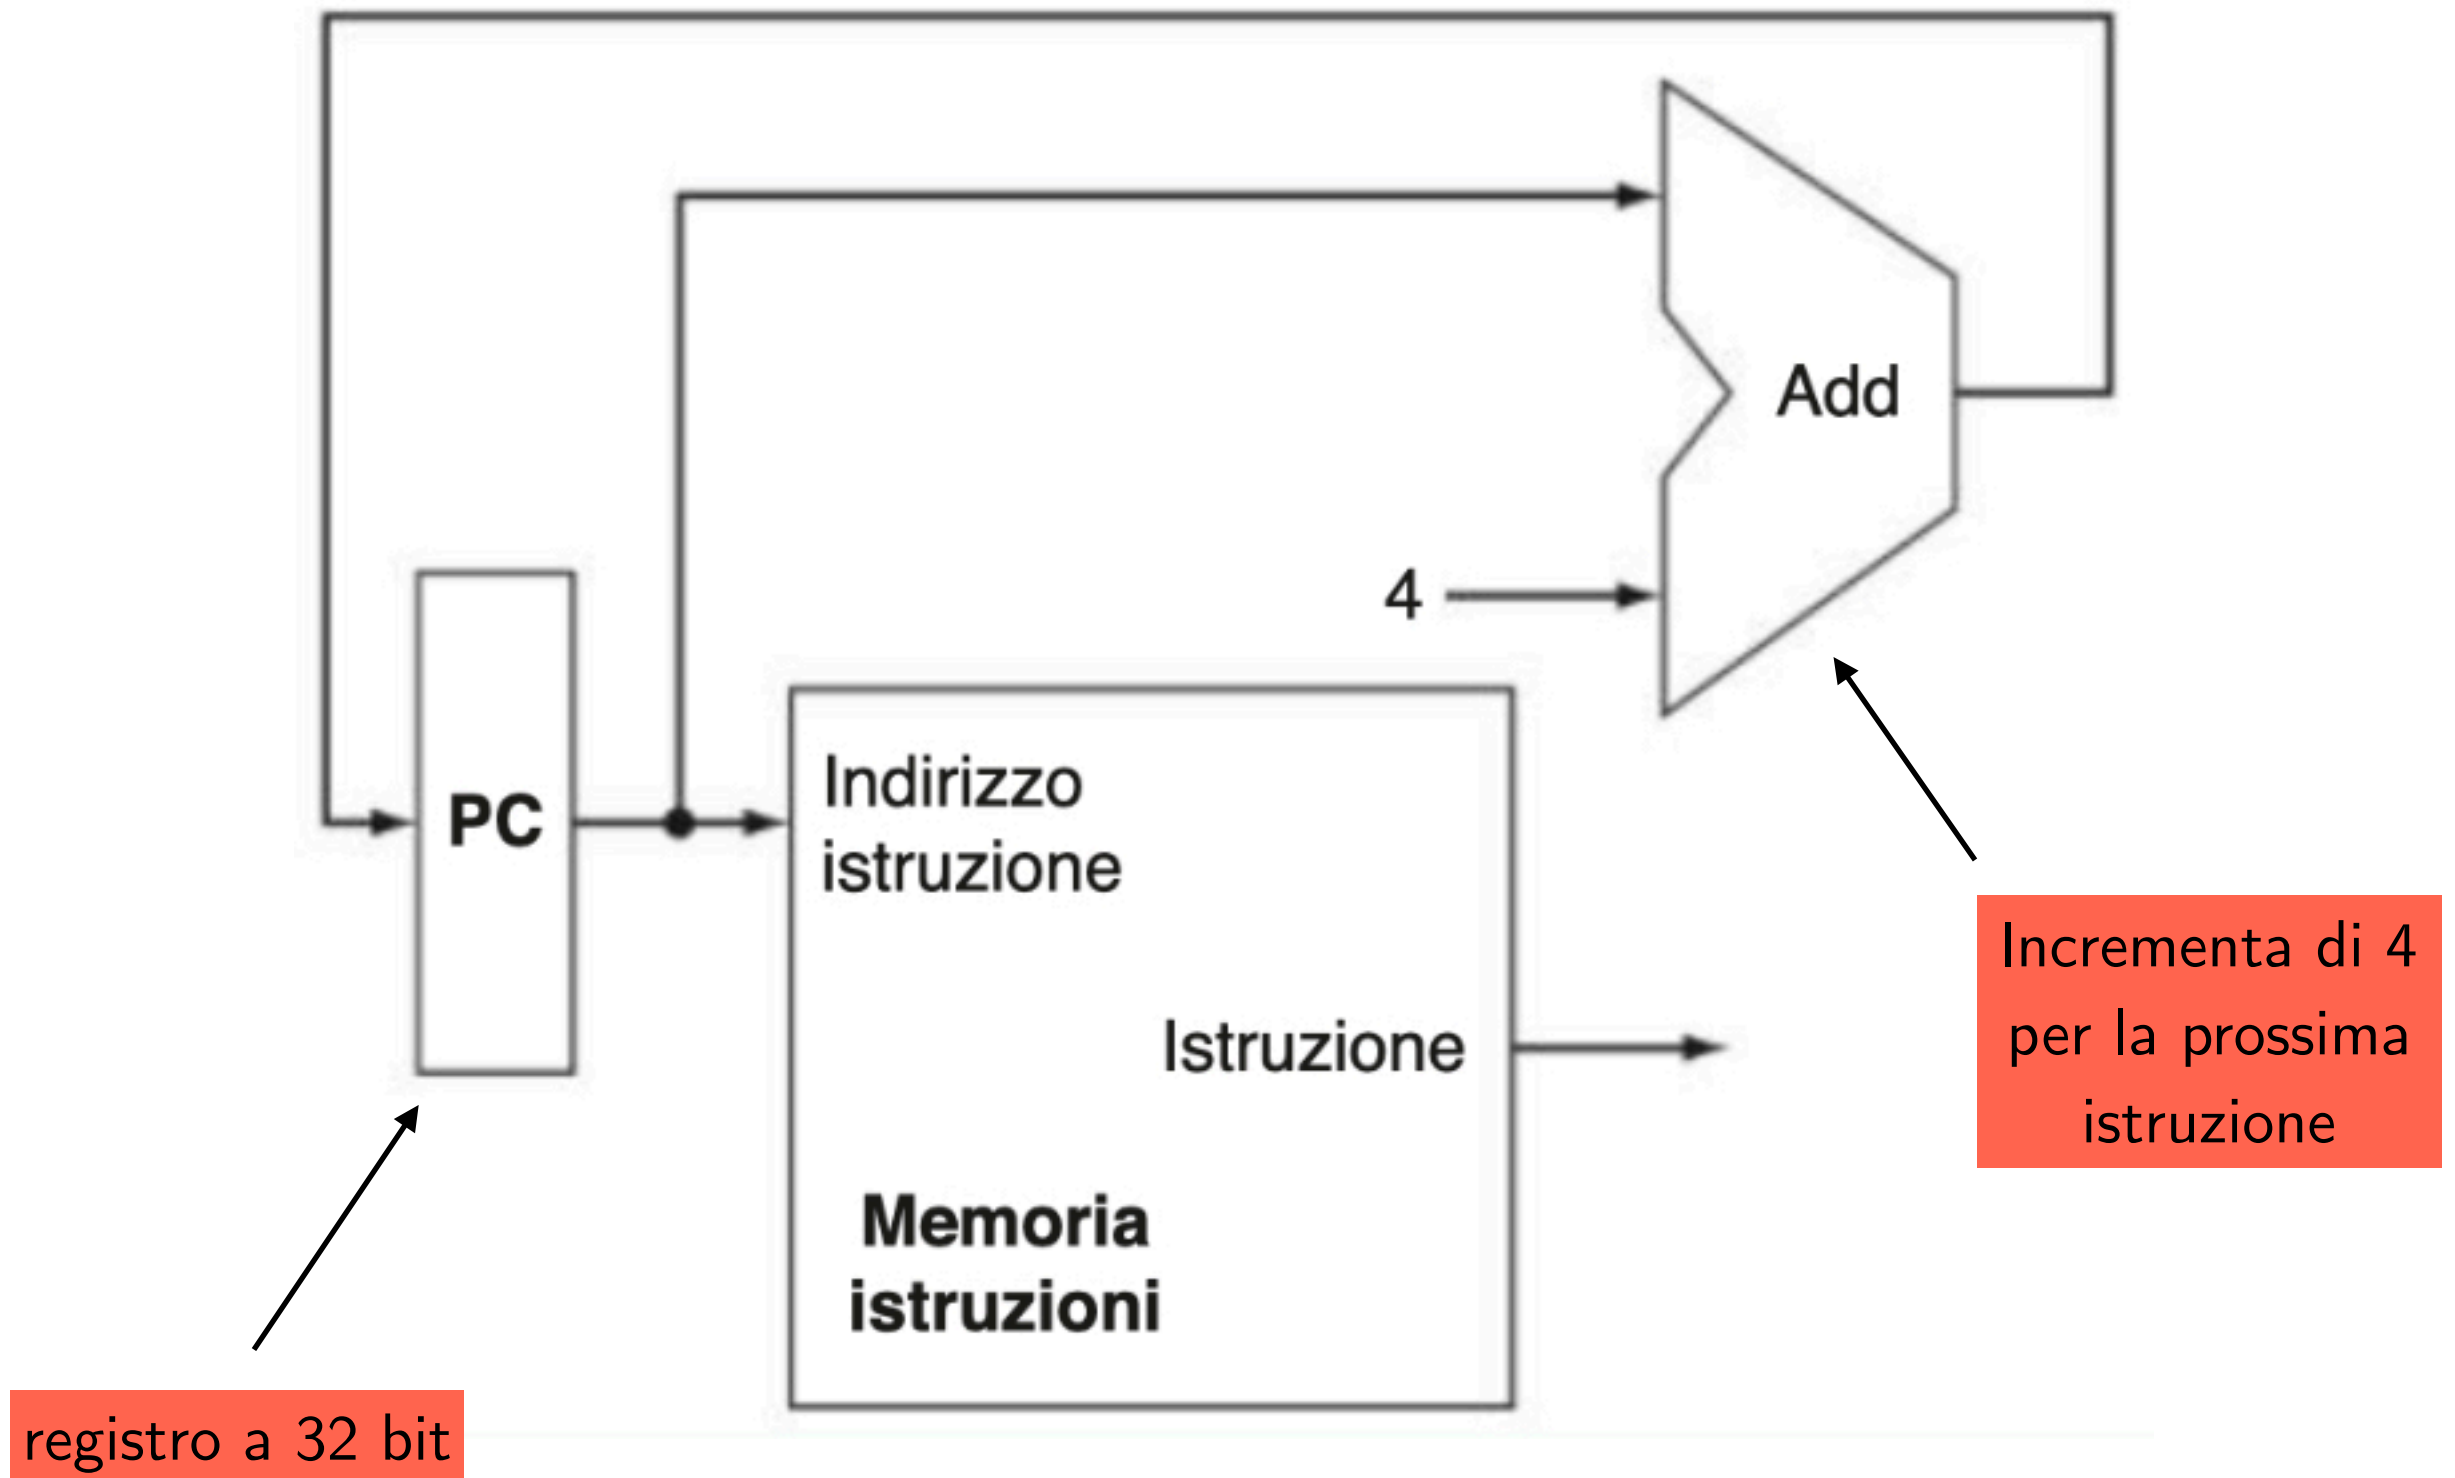 Add
4
PC
Indirizzo
istruzione
Istruzione
Memoria
istruzioni
Incrementa di 4
per la prossima
istruzione
registro a 32 bit